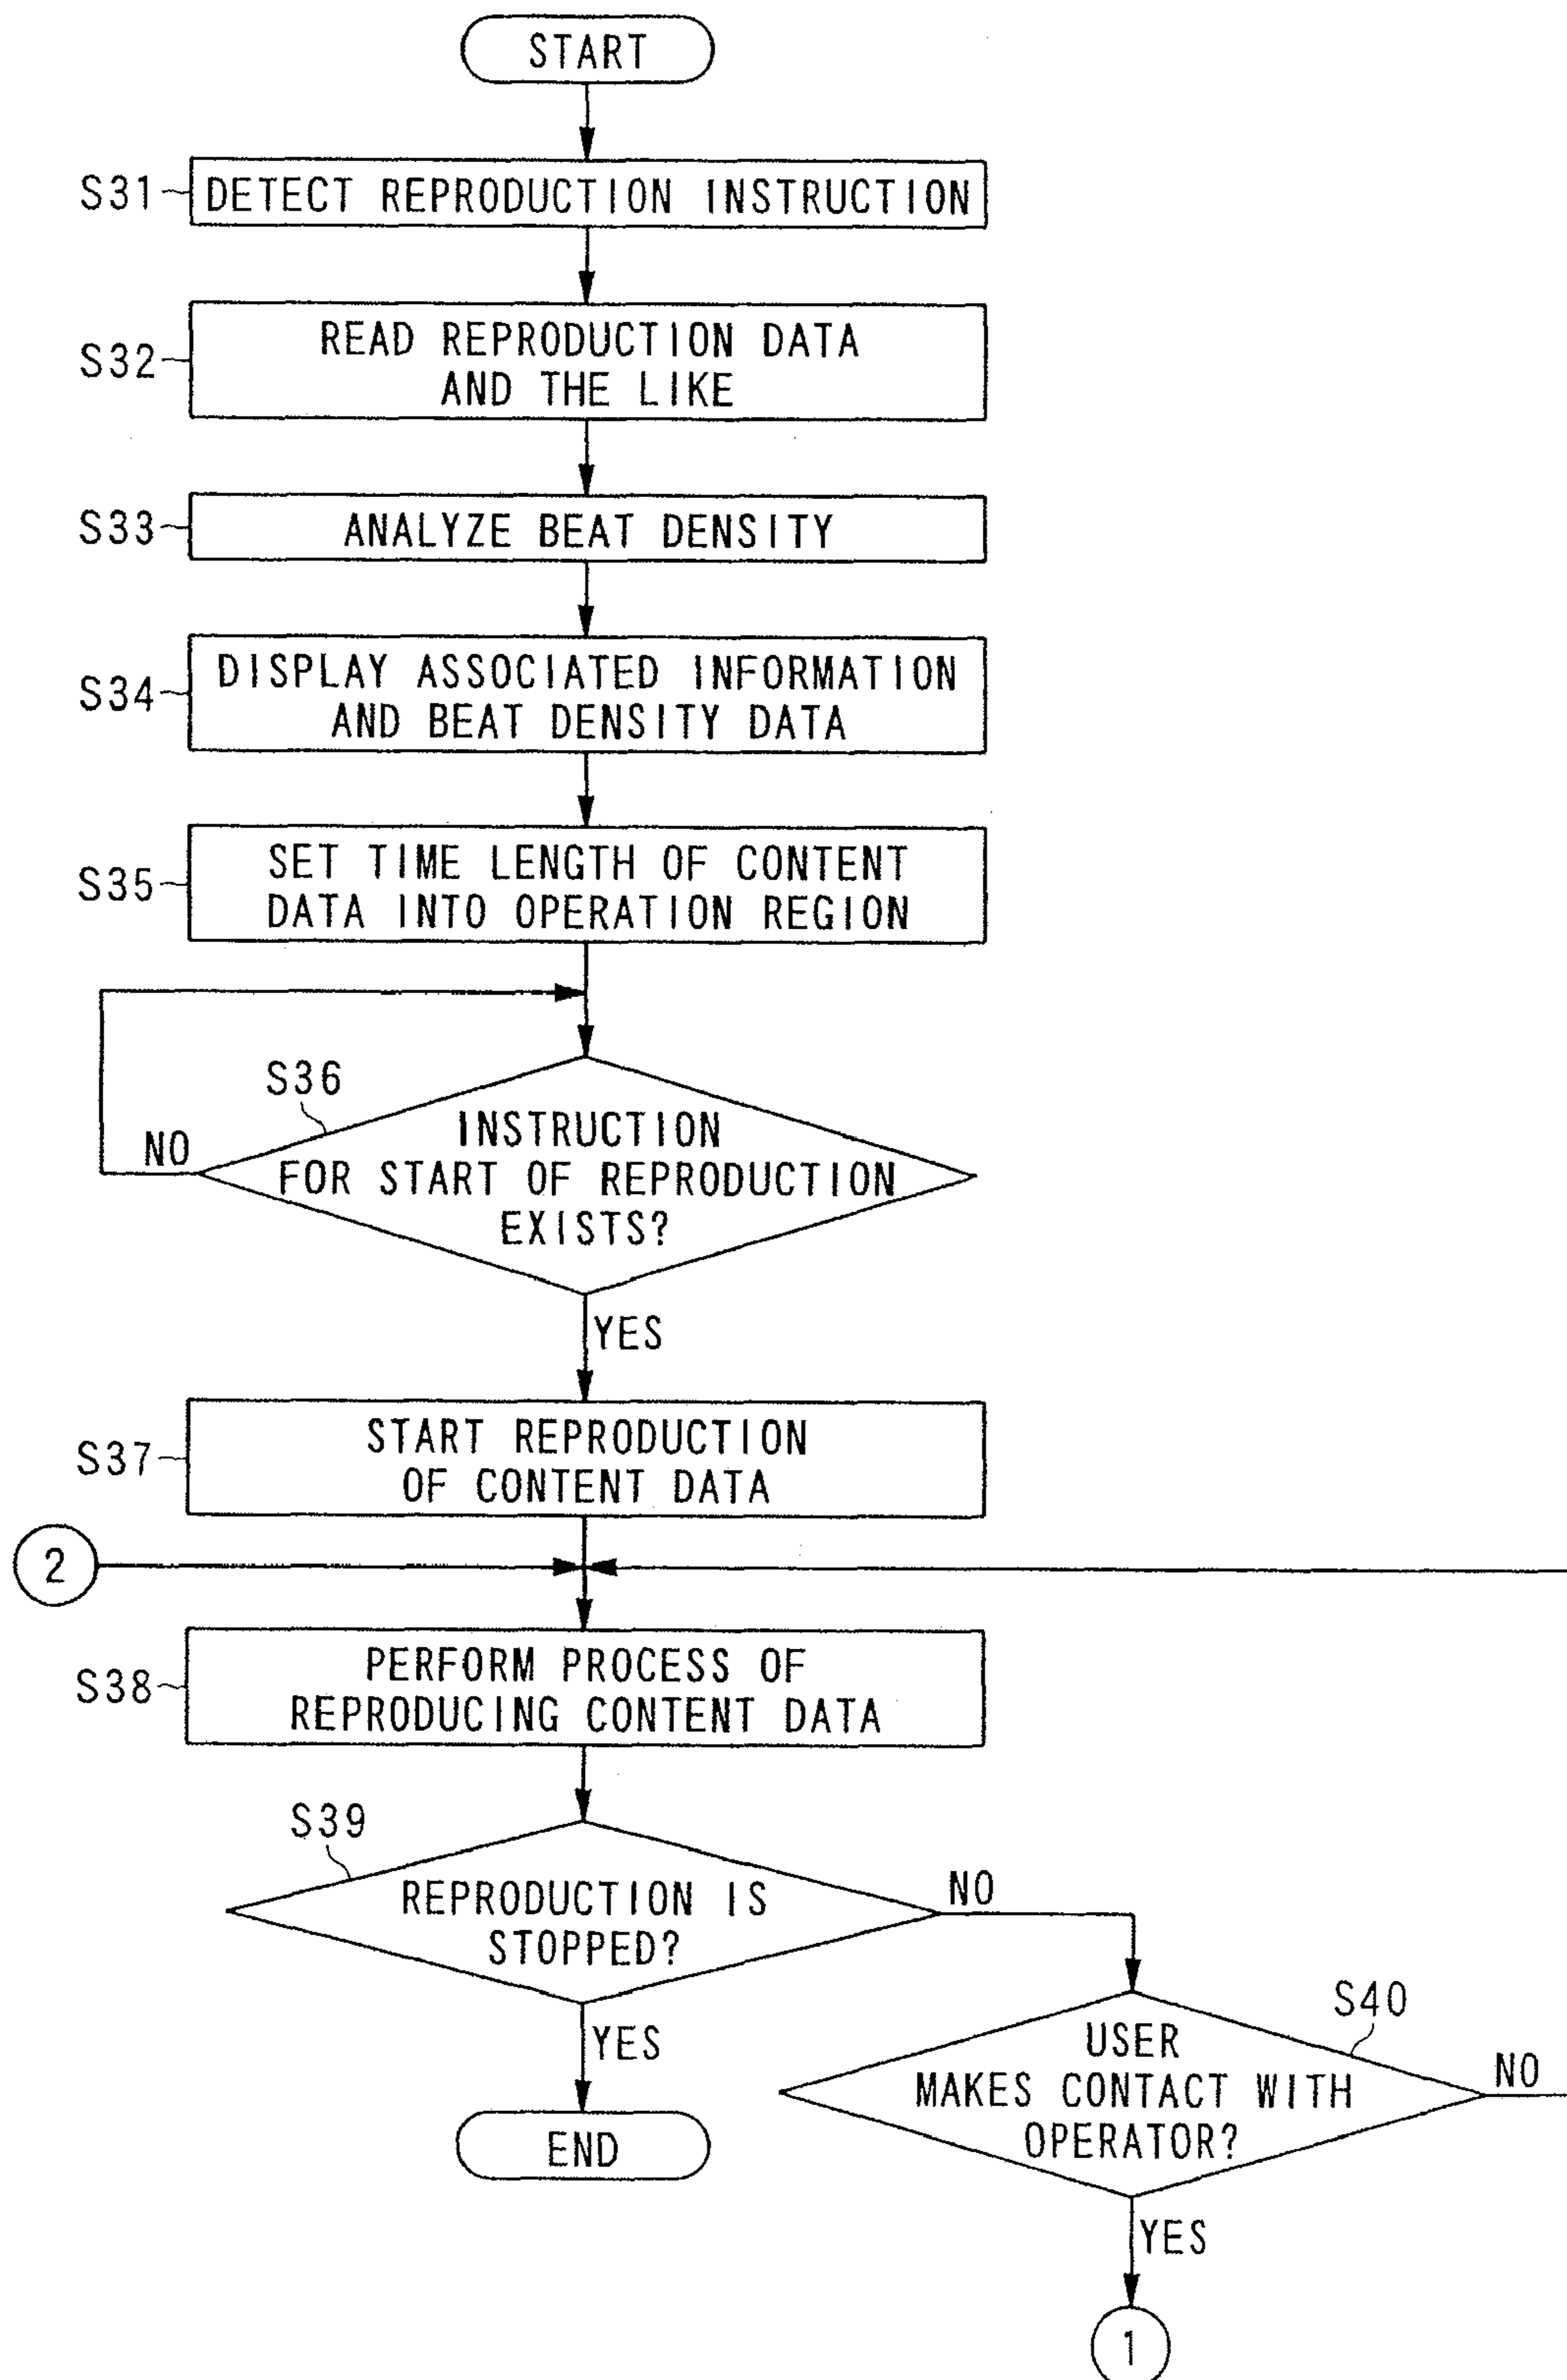 START
S31
DETECT REPRODUCTION INSTRUCTION
S32
READ REPRODUCTION DATA
AND THE LIKE
S33
ANALYZE BEAT DENSITY
S34
DISPLAY ASSOCIATED INFORMATION
AND BEAT DENSITY DATA
S35
SET TIME LENGTH OF CONTENT
DATA INTO OPERATION REGION
S36
NO
INSTRUCTION
FOR START OF REPRODUCTION
EXISTS?
YES
S37
START REPRODUCTION
OF CONTENT DATA
2
S38
PERFORM PROCESS OF
REPRODUCING CONTENT DATA
S39
REPRODUCTION IS
STOPPED?
NO
YES
END
S40
USER
MAKES CONTACT WITH
OPERATOR?
NO
YES
1